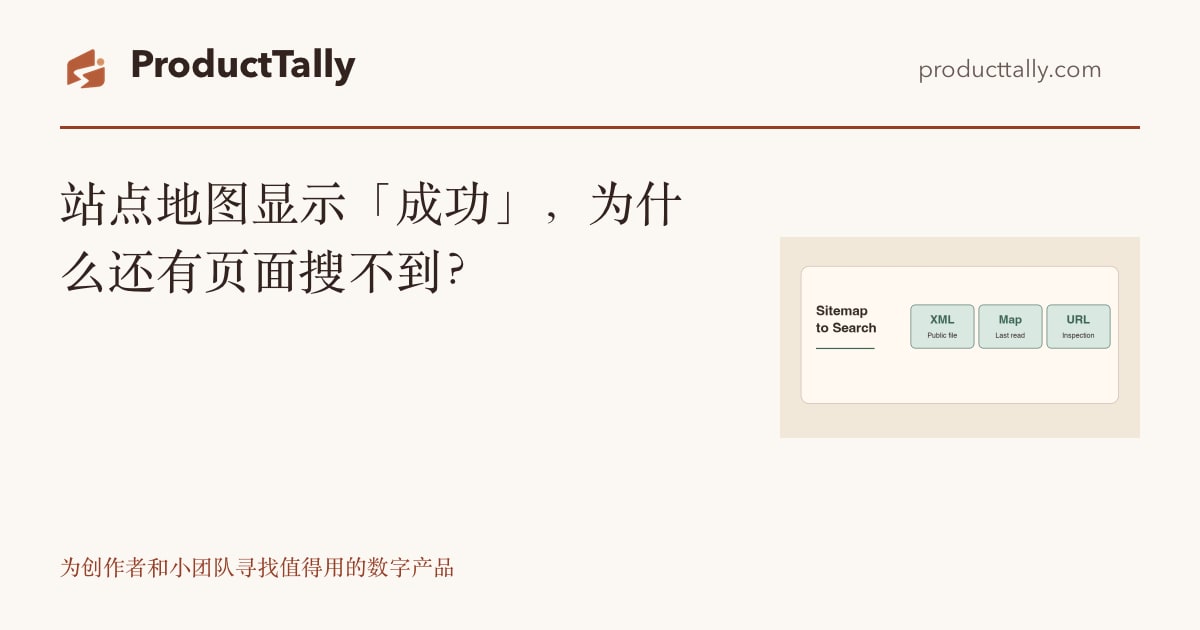 ProductTally
producttally.com
站点地图显示「成功」，为什
么还有页面搜不到？
Sitemap
to Search
XML
Public file
Map
Last read
URL
Inspection
为创作者和小团队寻找值得用的数字产品